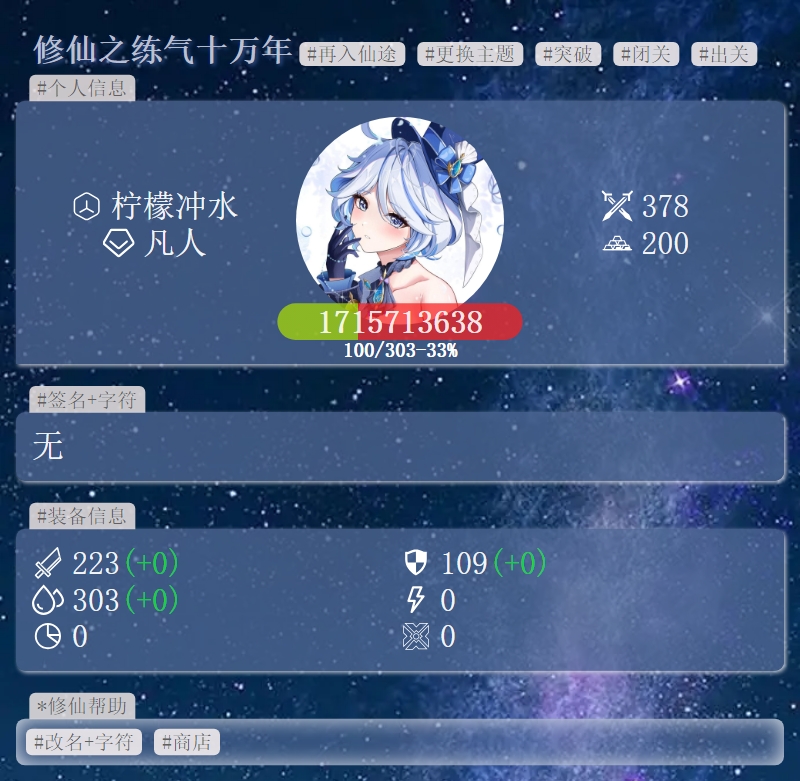 修仙之练气十万年 #再入仙途 #更换主题 #突破 #闭关 #出关
#个人信息
柠檬冲水
凡人
378
200
1715713638
100/303-33%
#签名+字符
无
#装备信息
223(+0) 109(+0)
303(+0) 0
0 0
*修仙帮助
#改名+字符 #商店